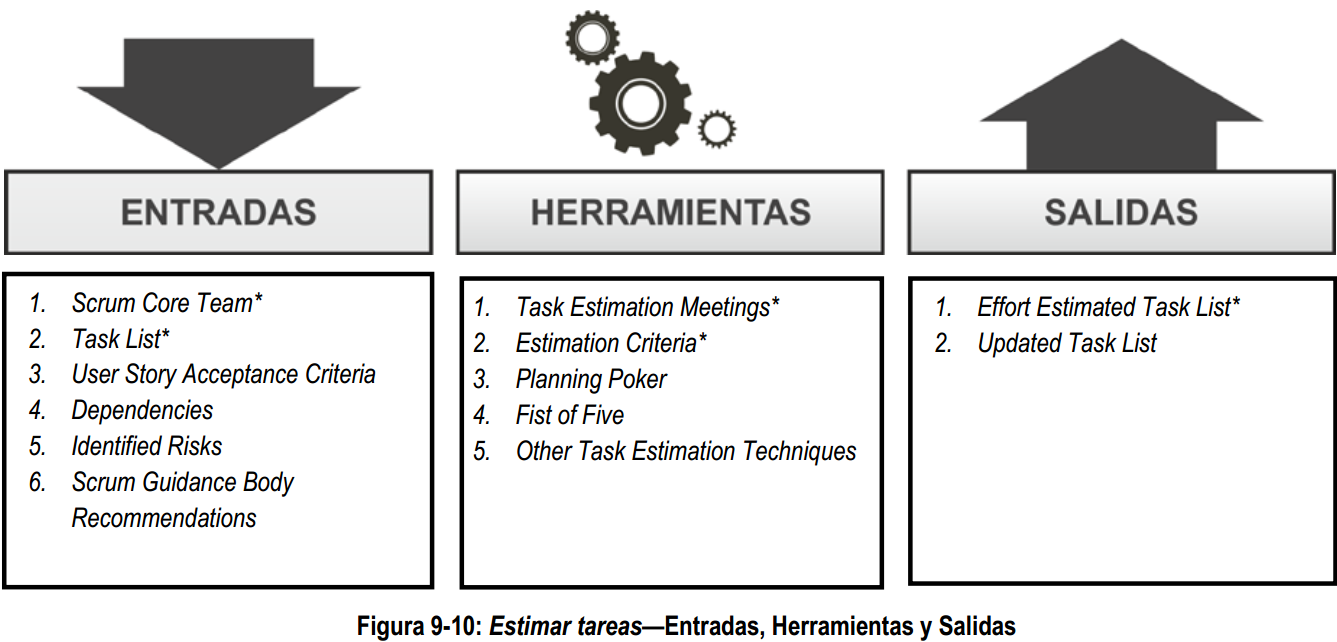 ENTRADAS
1. Scrum Core Team*
2. Task List*
3. User Story Acceptance Criteria
4. Dependencies
5. Identified Risks
6. Scrum Guidance Body
Recommendations
HERRAMIENTAS
1. Task Estimation Meetings*
2. Estimation Criteria*
3. Planning Poker
4. Fist of Five
5. Other Task Estimation Techniques
SALIDAS
1. Effort Estimated Task List*
2. Updated Task List
Figura 9-10: Estimar tareas—Entradas, Herramientas y Salidas